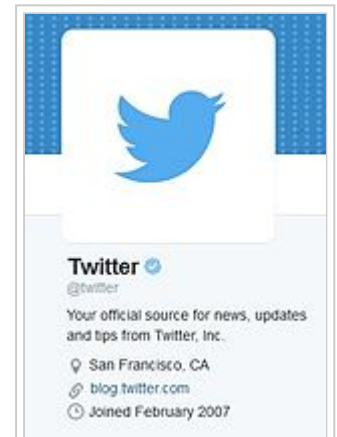 Twitter
@twitter
Your official source for news, updates
and tips from Twitter, Inc.
San Francisco, CA
blog.twitter.com
Joined February 2007